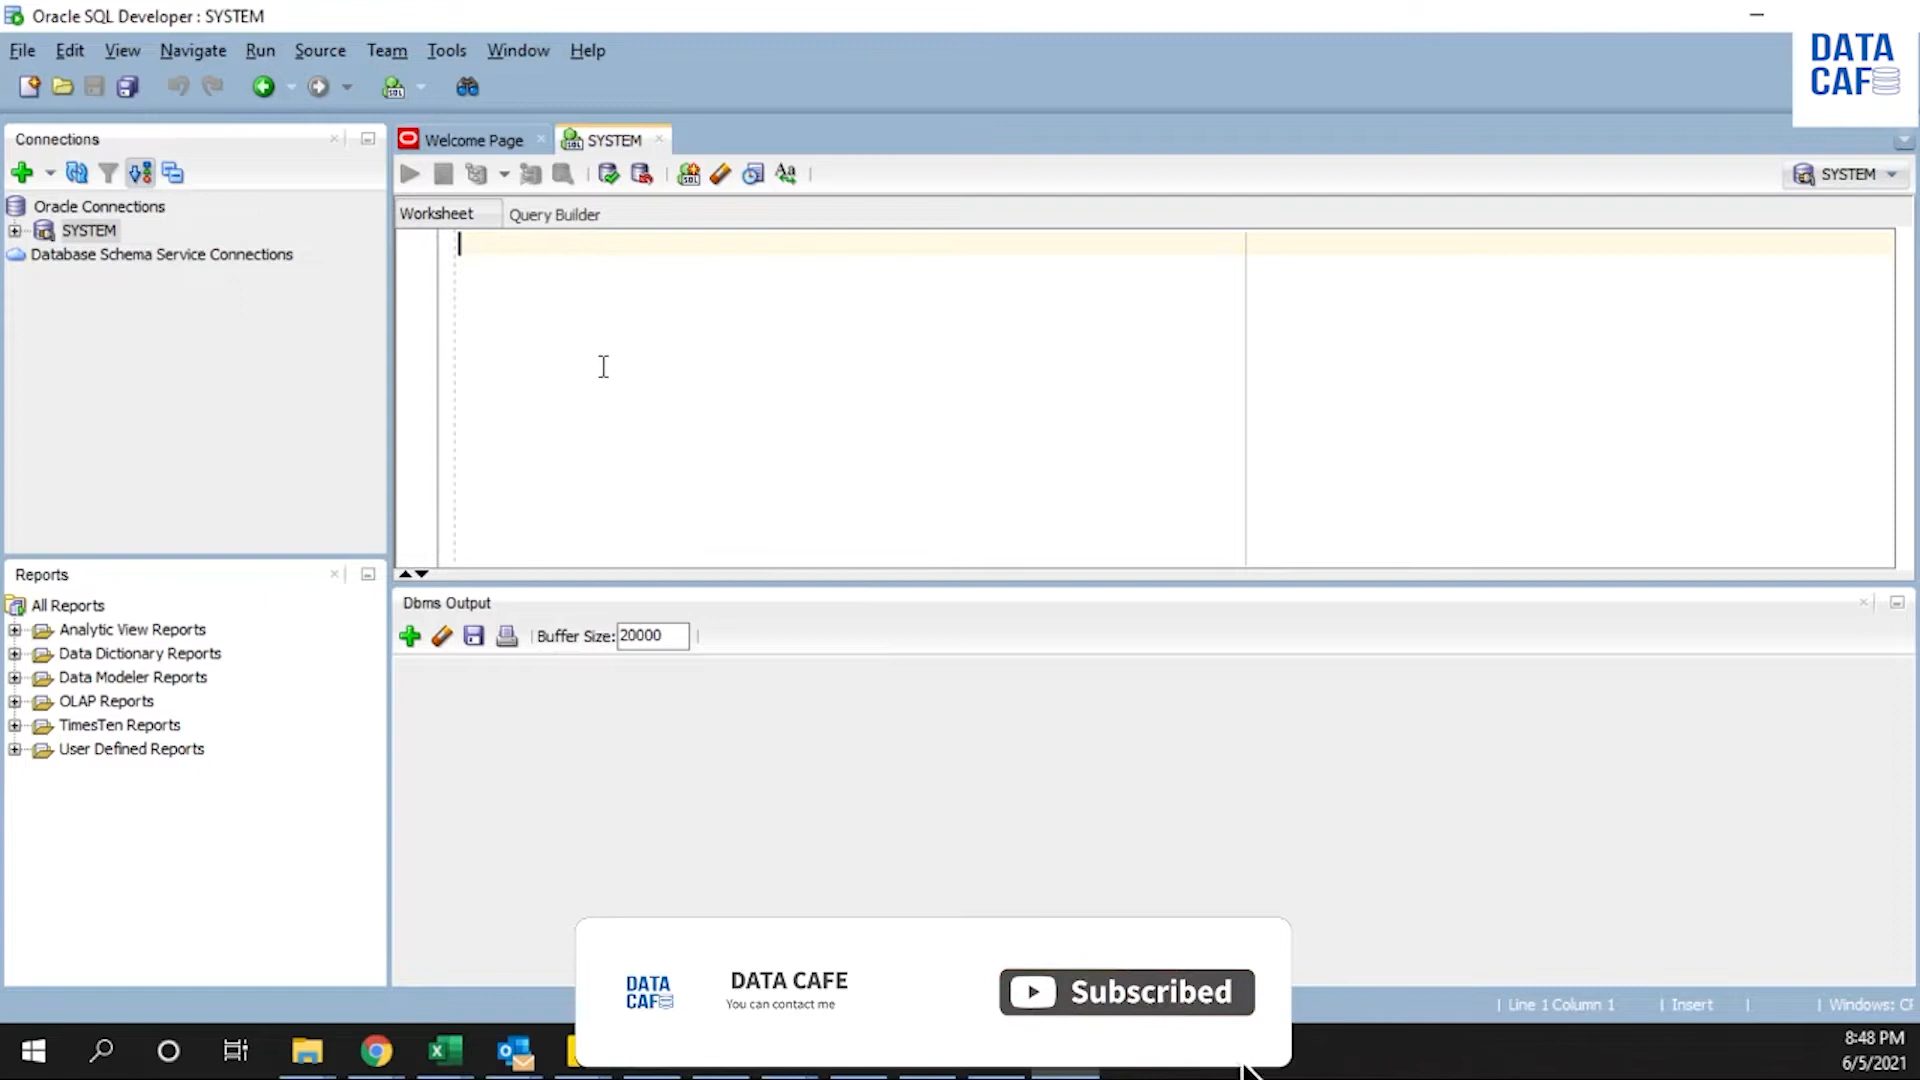 Oracle SQL Developer : SYSTEM
File Edit View Navigate Run Source Team Tools Window Help
DATA
CAFE
Connections
Welcome Page
SYSTEM
SYSTEM
Oracle Connections
SYSTEM
Database Schema Service Connections
Worksheet
Query Builder
Reports
All Reports
Analytic View Reports
Data Dictionary Reports
Data Modeler Reports
OLAP Reports
TimesTen Reports
User Defined Reports
Dbms Output
Buffer Size: 20000
DATA
CAFE
DATA CAFE
You can contact me
Subscribed
Line 1 Column 1
Insert
Windows: CR
8:48 PM
6/5/2021